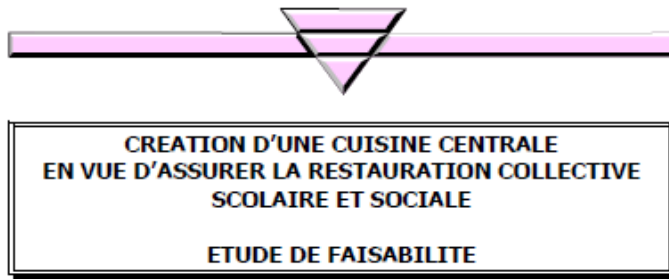 CREATION D'UNE CUISINE CENTRALE
EN VUE D'ASSURER LA RESTAURATION COLLECTIVE
SCOLAIRE ET SOCIALE
ETUDE DE FAISABILITE